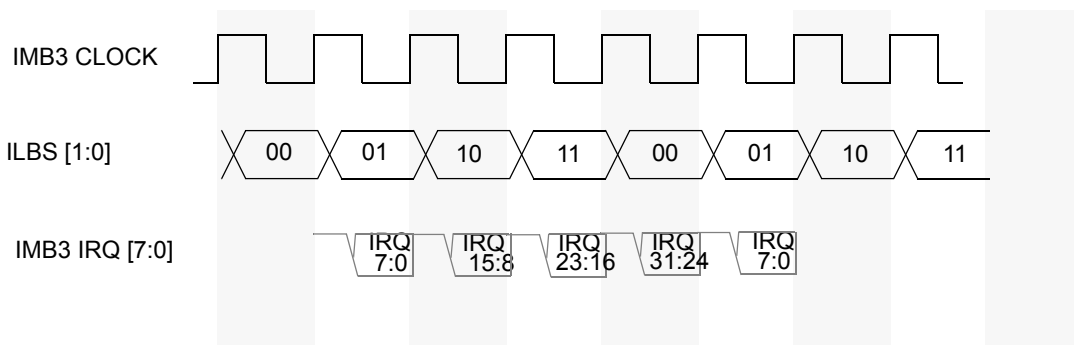 IMB3 CLOCK
ILBS [1:0]
00 01 10 11 00 01 10 11
IMB3 IRQ [7:0]
IRQ
7:0
IRQ
15:8
IRQ
23:16
IRQ
31:24
IRQ
7:0